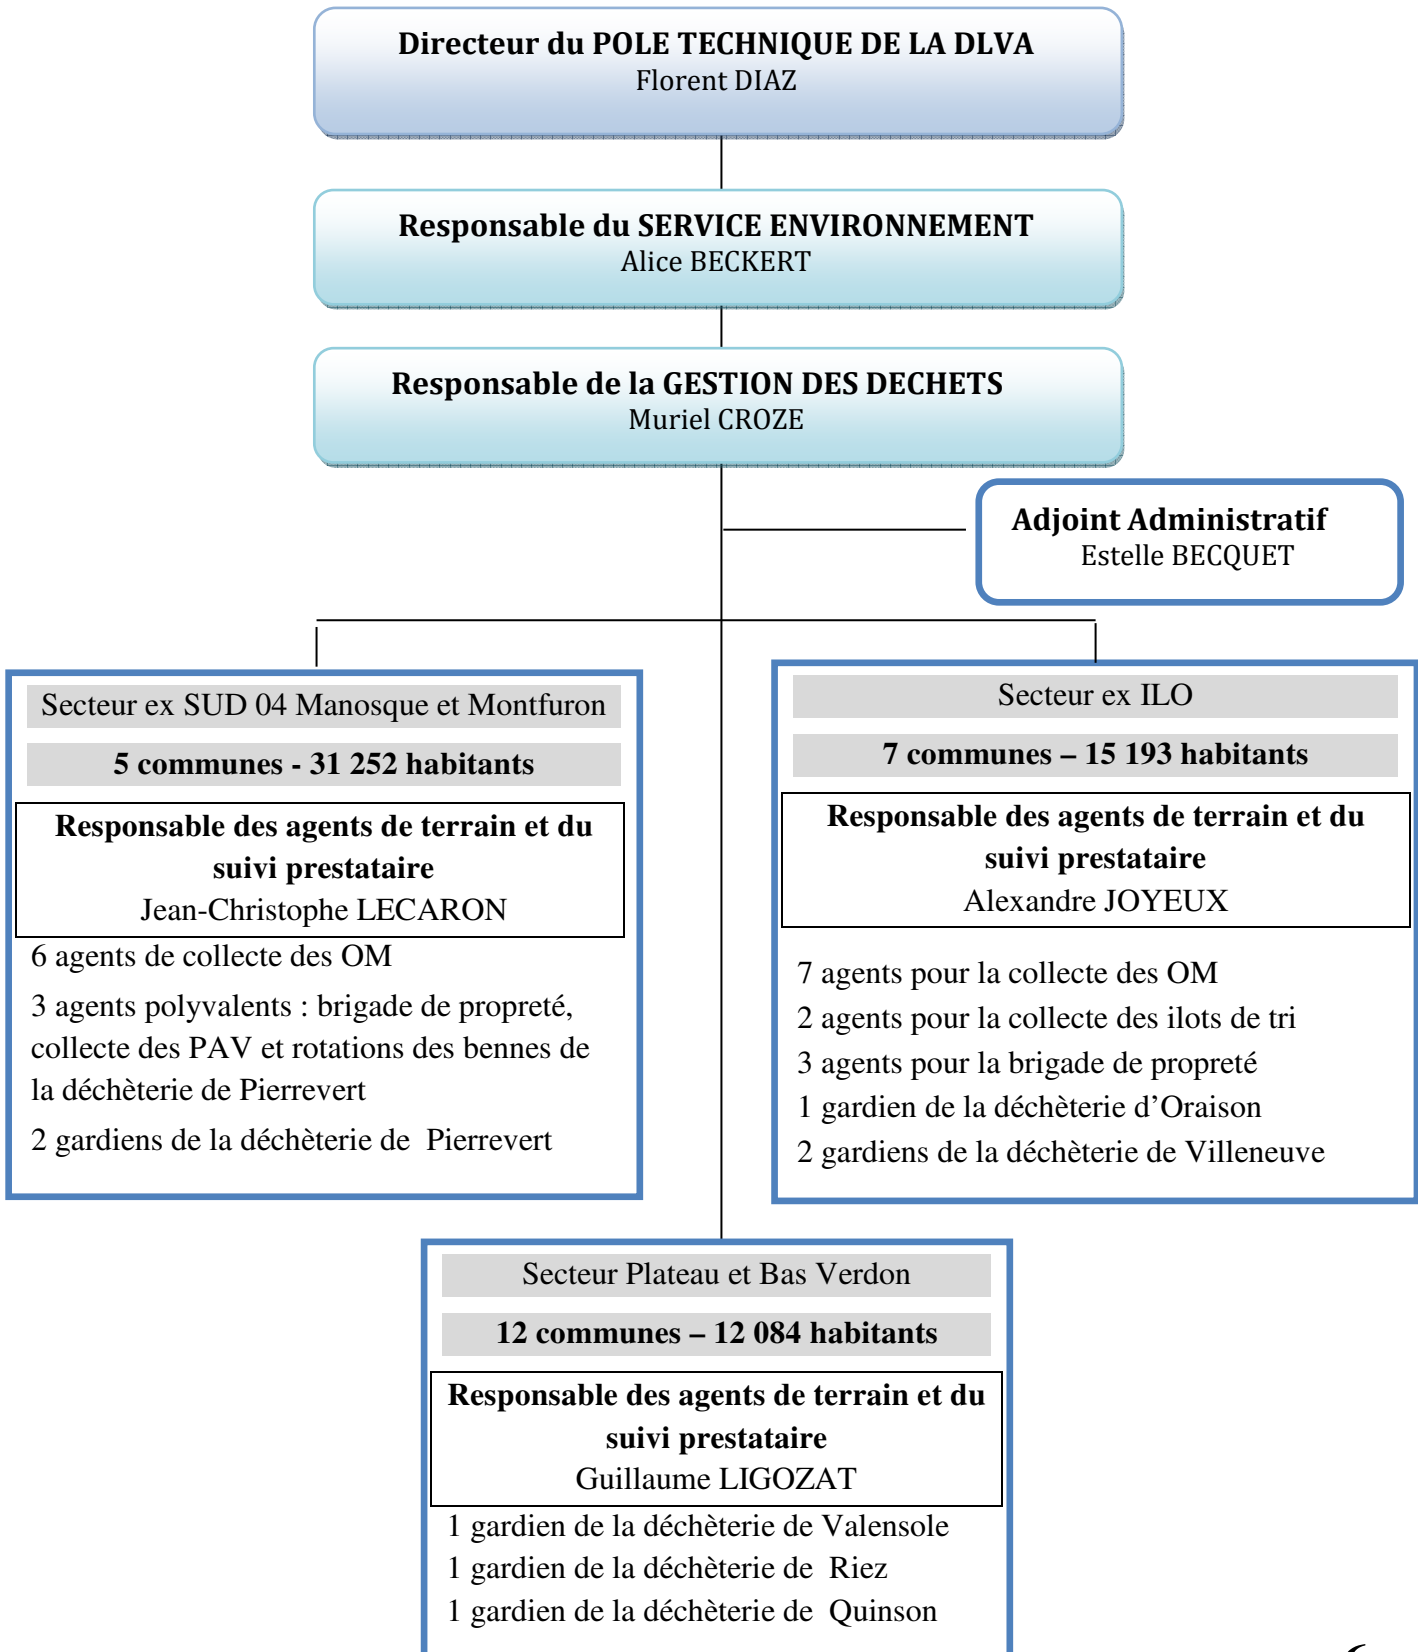 Directeur du POLE TECHNIQUE DE LA DLVA
Florent DIAZ
Responsable du SERVICE ENVIRONNEMENT
Alice BECKERT
Responsable de la GESTION DES DECHETS
Muriel CROZE
Adjoint Administratif
Estelle BECQUET
Secteur ex SUD 04 Manosque et Montfuron
5 communes - 31 252 habitants
Responsable des agents de terrain et du
suivi prestataire
Jean-Christophe LECARON
6 agents de collecte des OM
3 agents polyvalents : brigade de propreté,
collecte des PAV et rotations des bennes de
la déchèterie de Pierrevert
2 gardiens de la déchèterie de Pierrevert
Secteur ex ILO
7 communes – 15 193 habitants
Responsable des agents de terrain et du
suivi prestataire
Alexandre JOYEUX
7 agents pour la collecte des OM
2 agents pour la collecte des ilots de tri
3 agents pour la brigade de propreté
1 gardien de la déchèterie d’Oraison
2 gardiens de la déchèterie de Villeneuve
Secteur Plateau et Bas Verdon
12 communes – 12 084 habitants
Responsable des agents de terrain et du
suivi prestataire
Guillaume LIGOZAT
1 gardien de la déchèterie de Valensole
1 gardien de la déchèterie de Riez
1 gardien de la déchèterie de Quinson